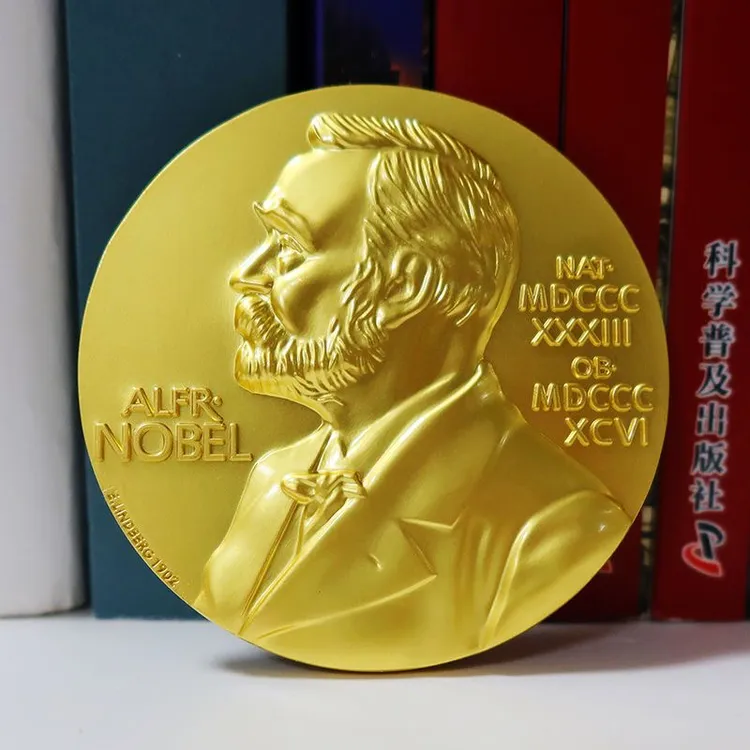 ALFR·
NOBEL
E. LINDBERG 1902
NAT·
MDCCC
XXXIII
OB·
MDCCC
XCVI
科学普及出版社